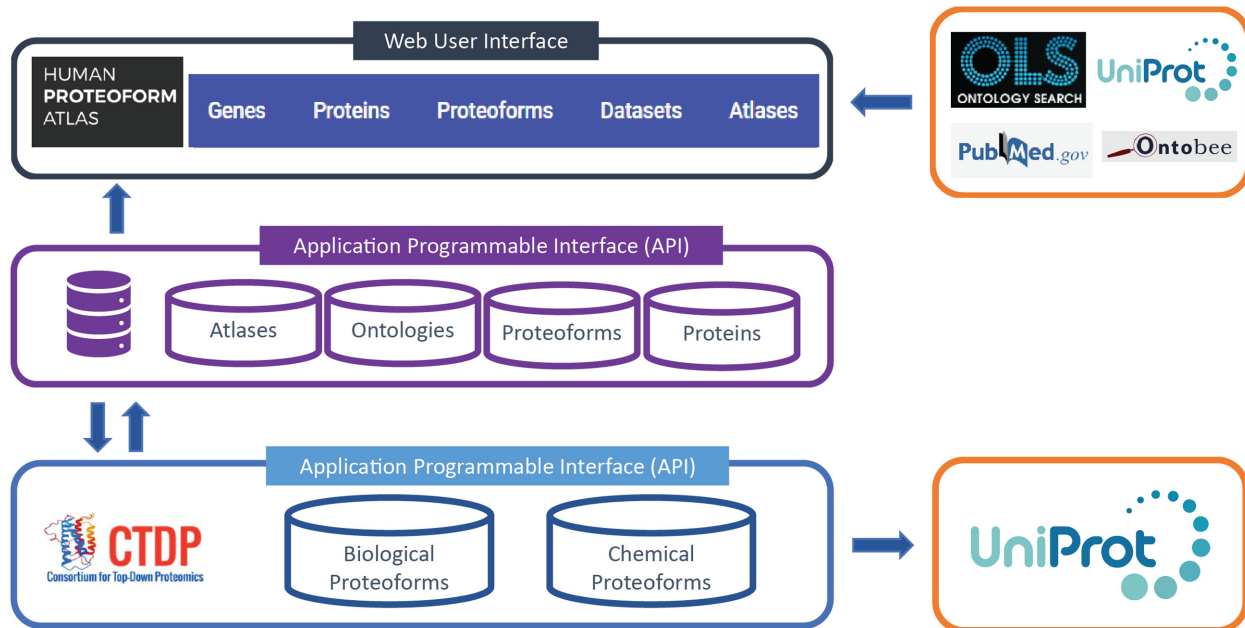 Web User Interface
HUMAN
PROTEOFORM
ATLAS
Genes Proteins Proteoforms Datasets Atlases
OLS
ONTOLOGY SEARCH
UniProt
PubMed.gov
Ontobee
Application Programmable Interface (API)
Atlases
Ontologies
Proteoforms
Proteins
Application Programmable Interface (API)
CTDP
Consortium for Top-Down Proteomics
Biological
Proteoforms
Chemical
Proteoforms
UniProt